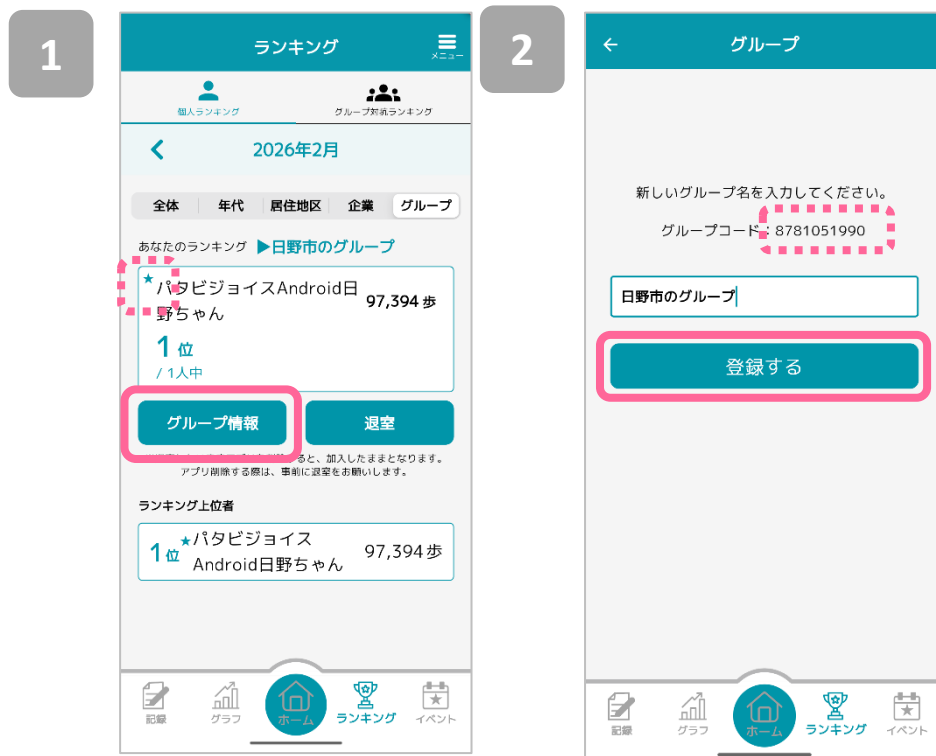 1
ランキング
メニュー
個人ランキング
グループ対抗ランキング
2026年2月
全体 年代 居住地区 企業 グループ
あなたのランキング ▶日野市のグループ
★パタビジョイスAndroid日
野ちゃん
97,394 歩
1 位
/ 1人中
グループ情報
退室
ると、加入したままとなります。
アプリ削除する際は、事前に退室をお願いします。
ランキング上位者
1位 ★パタビジョイス
Android日野ちゃん
97,394 歩
記録 グラフ ホーム ランキング イベント
2
← グループ
新しいグループ名を入力してください。
グループコード：8781051990
日野市のグループ
登録する
記録 グラフ ホーム ランキング イベント